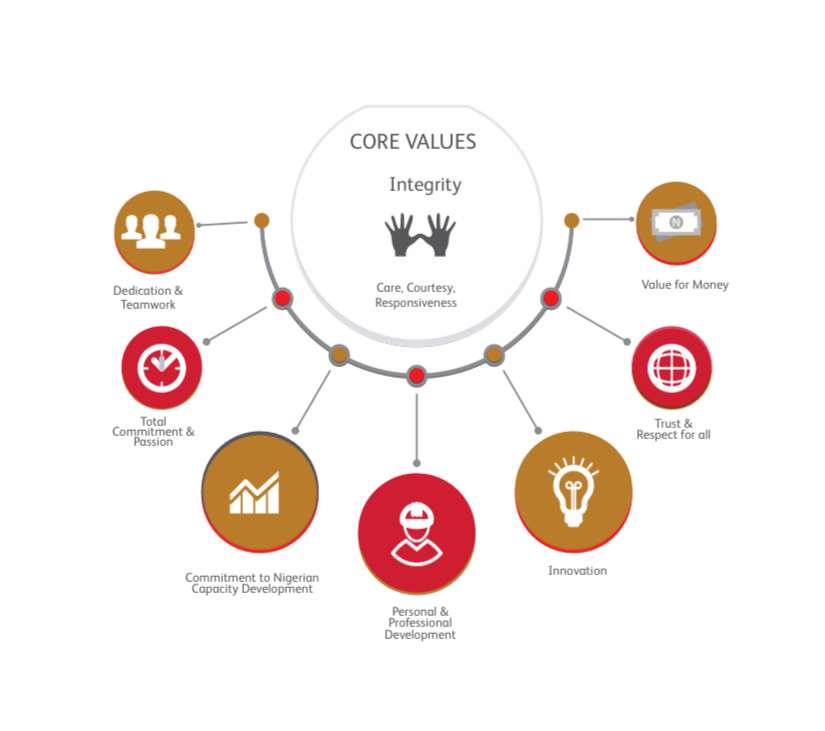 CORE VALUES
Integrity
Care, Courtesy,
Responsiveness
Dedication &
Teamwork
Total
Commitment &
Passion
Commitment to Nigerian
Capacity Development
Personal &
Professional
Development
Innovation
Trust &
Respect for all
Value for Money
N